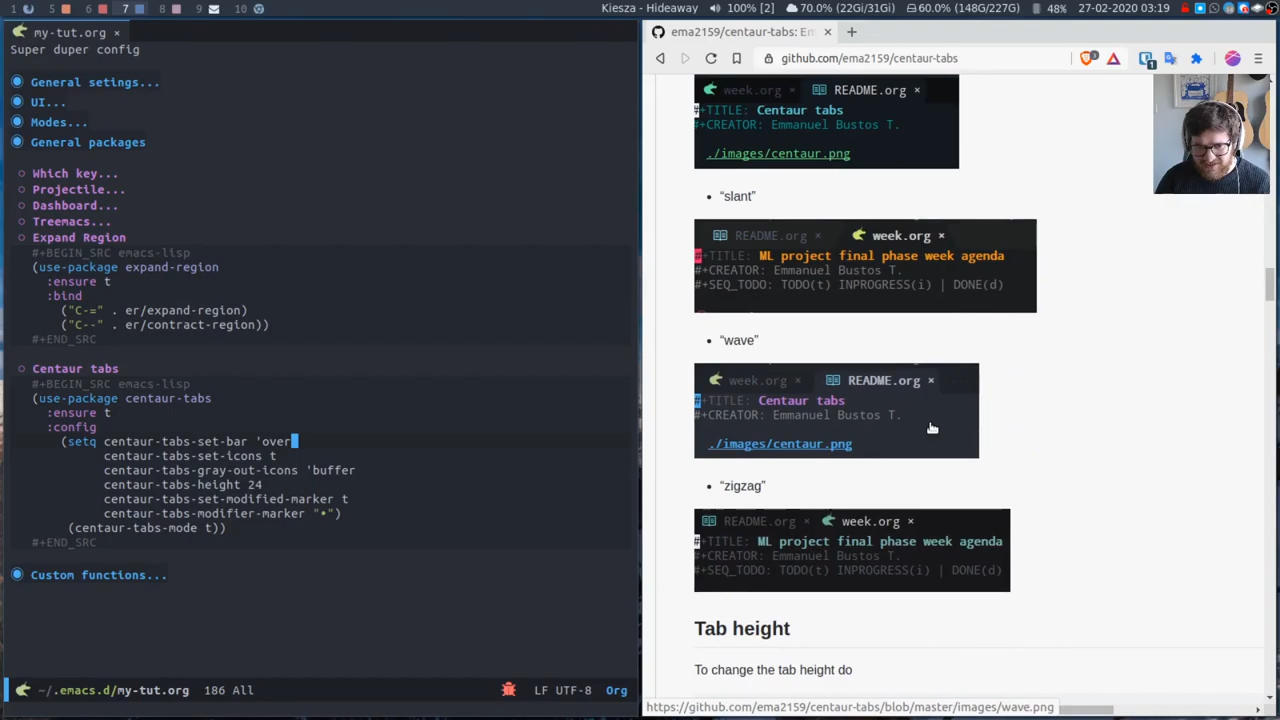 1 5 6 7 8 9 10
Kiesza - Hideaway 100% [2] 70.0% (22Gi/31Gi) 60.0% (148G/227G) 48% 27-02-2020 03:19
my-tut.org ×
Super duper config
General settings...
UI...
Modes...
General packages
Which key...
Projectile...
Dashboard...
Treemacs...
Expand Region
#+BEGIN_SRC emacs-lisp
(use-package expand-region
:ensure t
:bind
("C-=" . er/expand-region)
("C--" . er/contract-region))
#+END_SRC
Centaur tabs
#+BEGIN_SRC emacs-lisp
(use-package centaur-tabs
:ensure t
:config
(setq centaur-tabs-set-bar 'over
centaur-tabs-set-icons t
centaur-tabs-gray-out-icons 'buffer
centaur-tabs-height 24
centaur-tabs-set-modified-marker t
centaur-tabs-modifier-marker "•")
(centaur-tabs-mode t))
#+END_SRC
Custom functions...
~/.emacs.d/my-tut.org 186 All LF UTF-8 Org
ema2159/centaur-tabs: Em × +
github.com/ema2159/centaur-tabs
3
1
week.org × README.org ×
#+TITLE: Centaur tabs
#+CREATOR: Emmanuel Bustos T.
./images/centaur.png
• “slant”
README.org × week.org ×
#+TITLE: ML project final phase week agenda
#+CREATOR: Emmanuel Bustos T.
#+SEQ_TODO: TODO(t) INPROGRESS(i) | DONE(d)
• “wave”
week.org × README.org ×
#+TITLE: Centaur tabs
#+CREATOR: Emmanuel Bustos T.
./images/centaur.png
• “zigzag”
README.org × week.org ×
#+TITLE: ML project final phase week agenda
#+CREATOR: Emmanuel Bustos T.
#+SEQ_TODO: TODO(t) INPROGRESS(i) | DONE(d)
Tab height
To change the tab height do
https://github.com/ema2159/centaur-tabs/blob/master/images/wave.png